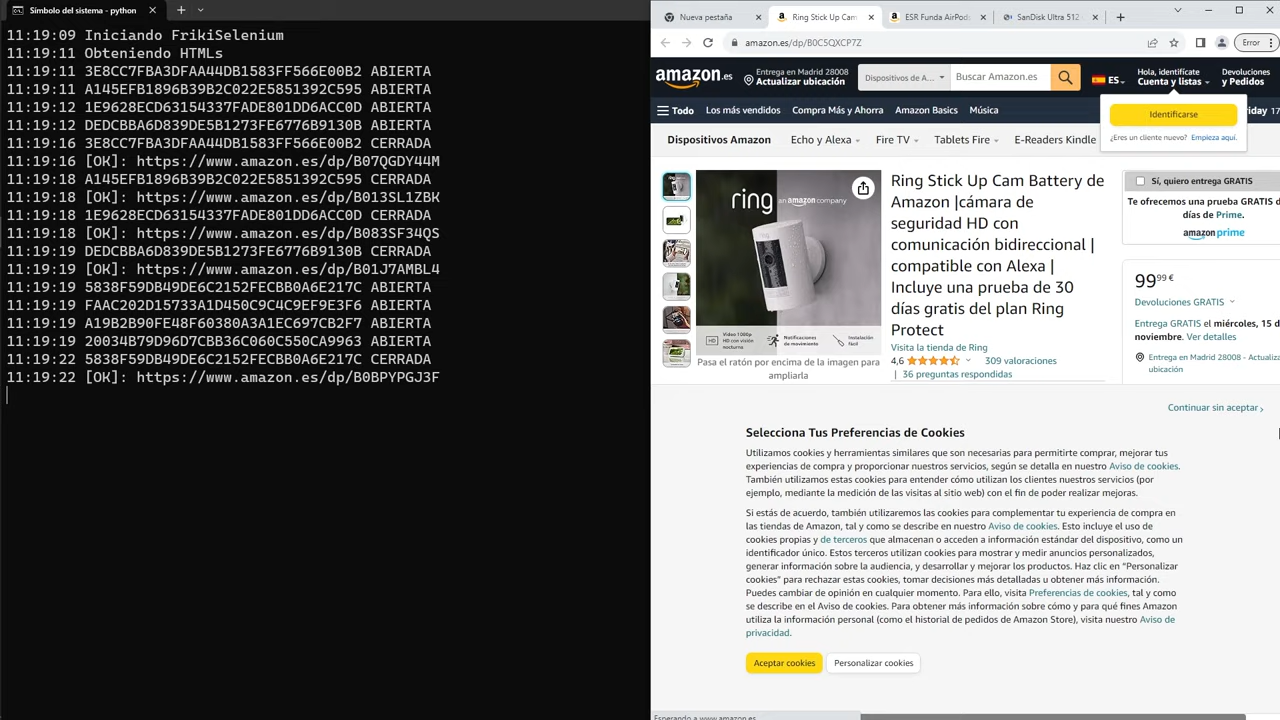 Símbolo del sistema - python
11:19:09 Iniciando FrikiSelenium
11:19:11 Obteniendo HTMLs
11:19:11 3E8CC7FBA3DFAA44DB1583FF566E00B2 ABIERTA
11:19:11 A145EFB1896B39B2C022E5851392C595 ABIERTA
11:19:12 1E9628ECD63154337FADE801DD6ACC0D ABIERTA
11:19:12 DEDCBBA6D839DE5B1273FE6776B9130B ABIERTA
11:19:16 3E8CC7FBA3DFAA44DB1583FF566E00B2 CERRADA
11:19:16 [OK]: https://www.amazon.es/dp/B07QGDY44M
11:19:18 A145EFB1896B39B2C022E5851392C595 CERRADA
11:19:18 [OK]: https://www.amazon.es/dp/B013SLIZBK
11:19:18 1E9628ECD63154337FADE801DD6ACC0D CERRADA
11:19:18 [OK]: https://www.amazon.es/dp/B083SF34QS
11:19:19 DEDCBBA6D839DE5B1273FE6776B9130B CERRADA
11:19:19 [OK]: https://www.amazon.es/dp/B01J7AMBL4
11:19:19 5838F59DB49DE6C2152FECBB0A6E217C ABIERTA
11:19:19 FAAC202D15733A1D450C9C4C9EF9E3F6 ABIERTA
11:19:19 A19B2B90FE48F60380A3A1EC697CB2F7 ABIERTA
11:19:19 20034B79D96D7CBB38C060C550CA9963 ABIERTA
11:19:22 5838F59DB49DE6C2152FECBB0A6E217C CERRADA
11:19:22 [OK]: https://www.amazon.es/dp/B0BPYPGJ3F
Nueva pestaña
Ring Stick Up Cam
ESR Funda AirPods
SanDisk Ultra 512
amazon.es/dp/B0C5QXCP7Z
Error
amazon.es
Entrega en Madrid 28008
Actualizar ubicación
Dispositivos de A...
Buscar Amazon.es
ES
Hola, identifícate
Cuenta y listas
Devoluciones
y Pedidos
Todo
Los más vendidos
Compra Más y Ahorra
Amazon Basics
Música
Identificarse
¿Eres un cliente nuevo? Empieza aquí.
Dispositivos Amazon
Echo y Alexa
Fire TV
Tablets Fire
E-Readers Kindle
ring an amazon company
Vídeo 1080p HD con visión nocturna
Notificaciones de movimiento
Instalación fácil
Pasa el ratón por encima de la imagen para
ampliarla
Ring Stick Up Cam Battery de
Amazon |cámara de
seguridad HD con
comunicación bidireccional |
compatible con Alexa |
Incluye una prueba de 30
días gratis del plan Ring
Protect
Visita la tienda de Ring
4,6 309 valoraciones
| 36 preguntas respondidas
Sí, quiero entrega GRATIS
Te ofrecemos una prueba GRATIS d
días de Prime.
amazon prime
99,99 €
Devoluciones GRATIS
Entrega GRATIS el miércoles, 15 d
noviembre. Ver detalles
Entrega en Madrid 28008 - Actualiza
ubicación
Continuar sin aceptar
Selecciona Tus Preferencias de Cookies
Utilizamos cookies y herramientas similares que son necesarias para permitirte comprar, mejorar tus
experiencias de compra y proporcionar nuestros servicios, según se detalla en nuestro Aviso de cookies.
También utilizamos estas cookies para entender cómo utilizan los clientes nuestros servicios (por
ejemplo, mediante la medición de las visitas al sitio web) con el fin de poder realizar mejoras.
Si estás de acuerdo, también utilizaremos las cookies para complementar tu experiencia de compra en
las tiendas de Amazon, tal y como se describe en nuestro Aviso de cookies. Esto incluye el uso de
cookies propias y de terceros que almacenan o acceden a información estándar del dispositivo, como un
identificador único. Estos terceros utilizan cookies para mostrar y medir anuncios personalizados,
generar información sobre la audiencia, y desarrollar y mejorar los productos. Haz clic en “Personalizar
cookies” para rechazar estas cookies, tomar decisiones más detalladas u obtener más información.
Puedes cambiar de opinión en cualquier momento. Para ello, visita Preferencias de cookies, tal y como
se describe en el Aviso de cookies. Para obtener más información sobre cómo y para qué fines Amazon
utiliza la información personal (como el historial de pedidos de Amazon Store), visita nuestro Aviso de
privacidad.
Aceptar cookies
Personalizar cookies
Esperando a www.amazon.es